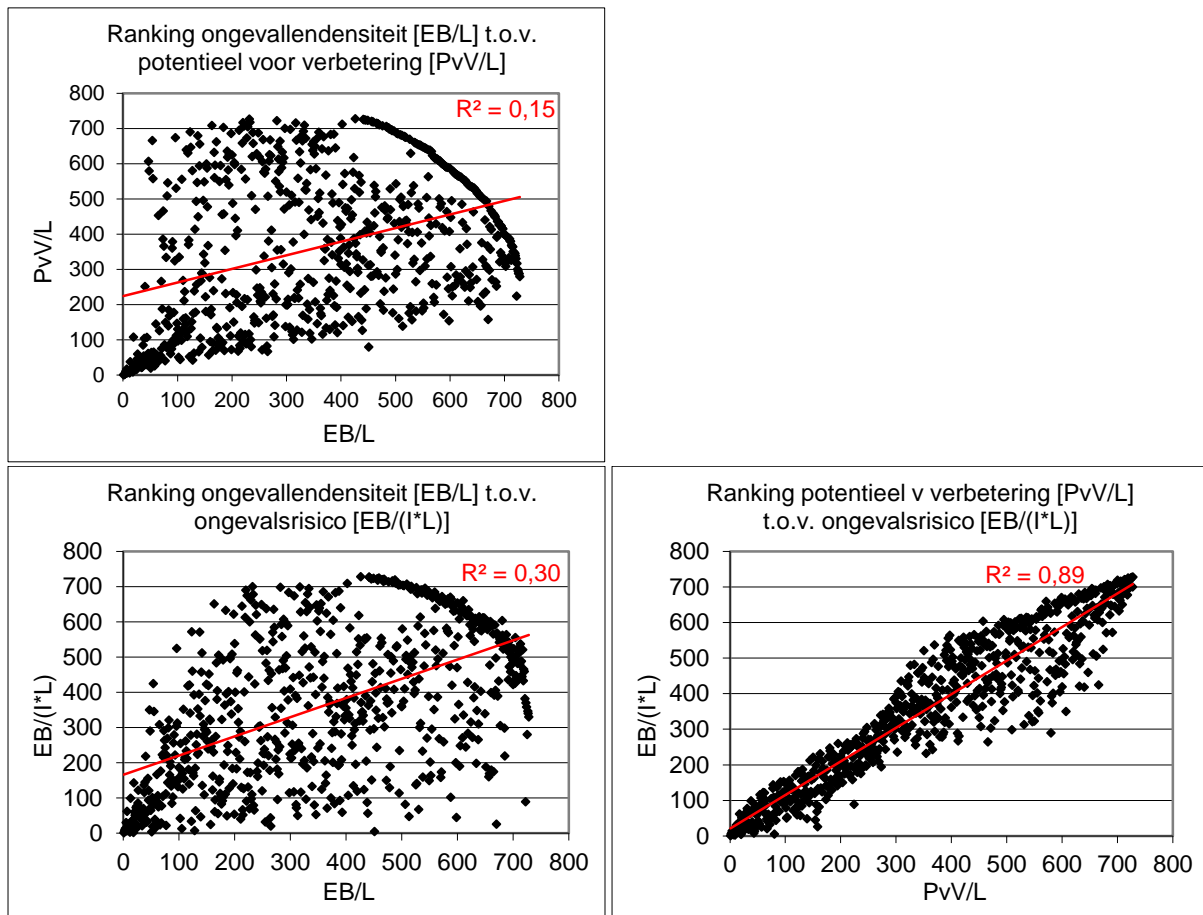 Ranking ongevallendensiteit [EB/L] t.o.v.
potentieel voor verbetering [PvV/L]
R² = 0,15
800
700
600
500
400
300
200
100
0
PvV/L
0 100 200 300 400 500 600 700 800
EB/L
Ranking ongevallendensiteit [EB/L] t.o.v.
ongevalsrisico [EB/(I*L)]
R² = 0,30
800
700
600
500
400
300
200
100
0
EB/(I*L)
0 100 200 300 400 500 600 700 800
EB/L
Ranking potentieel v verbetering [PvV/L]
t.o.v. ongevalsrisico [EB/(I*L)]
R² = 0,89
800
700
600
500
400
300
200
100
0
EB/(I*L)
0 100 200 300 400 500 600 700 800
PvV/L